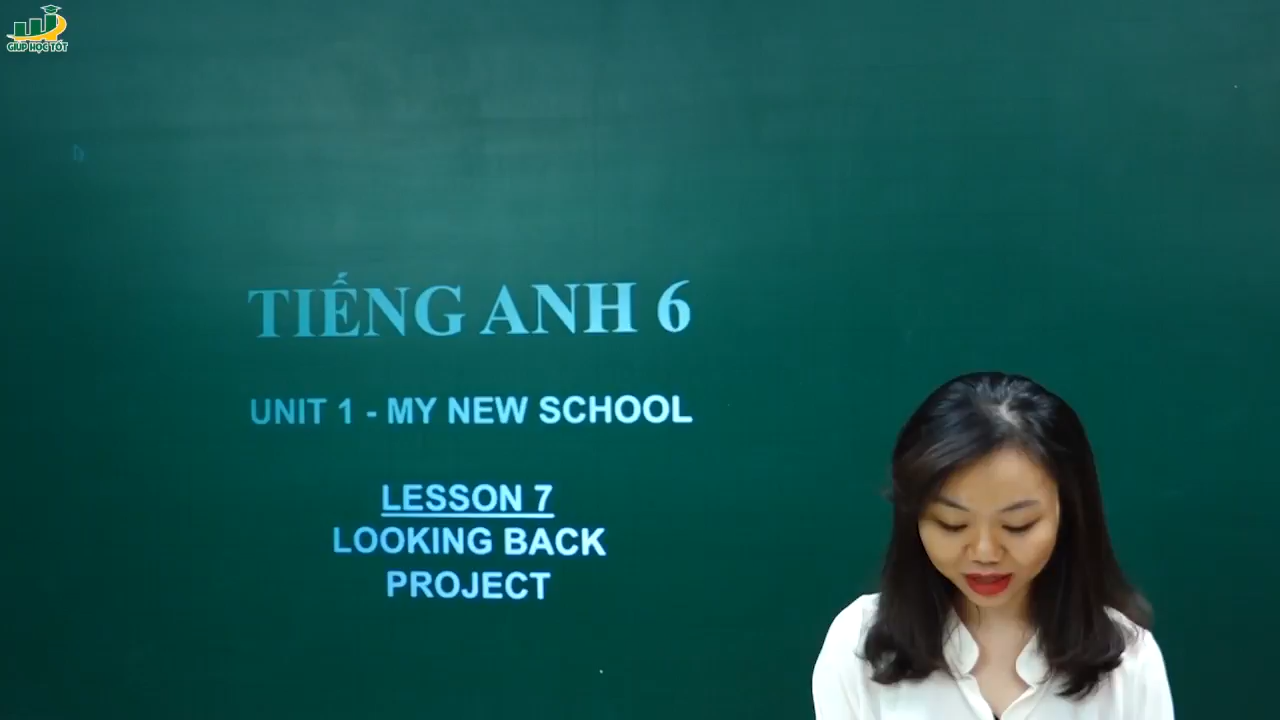 GIÚP HỌC TỐT
TIẾNG ANH 6
UNIT 1 - MY NEW SCHOOL
LESSON 7
LOOKING BACK
PROJECT